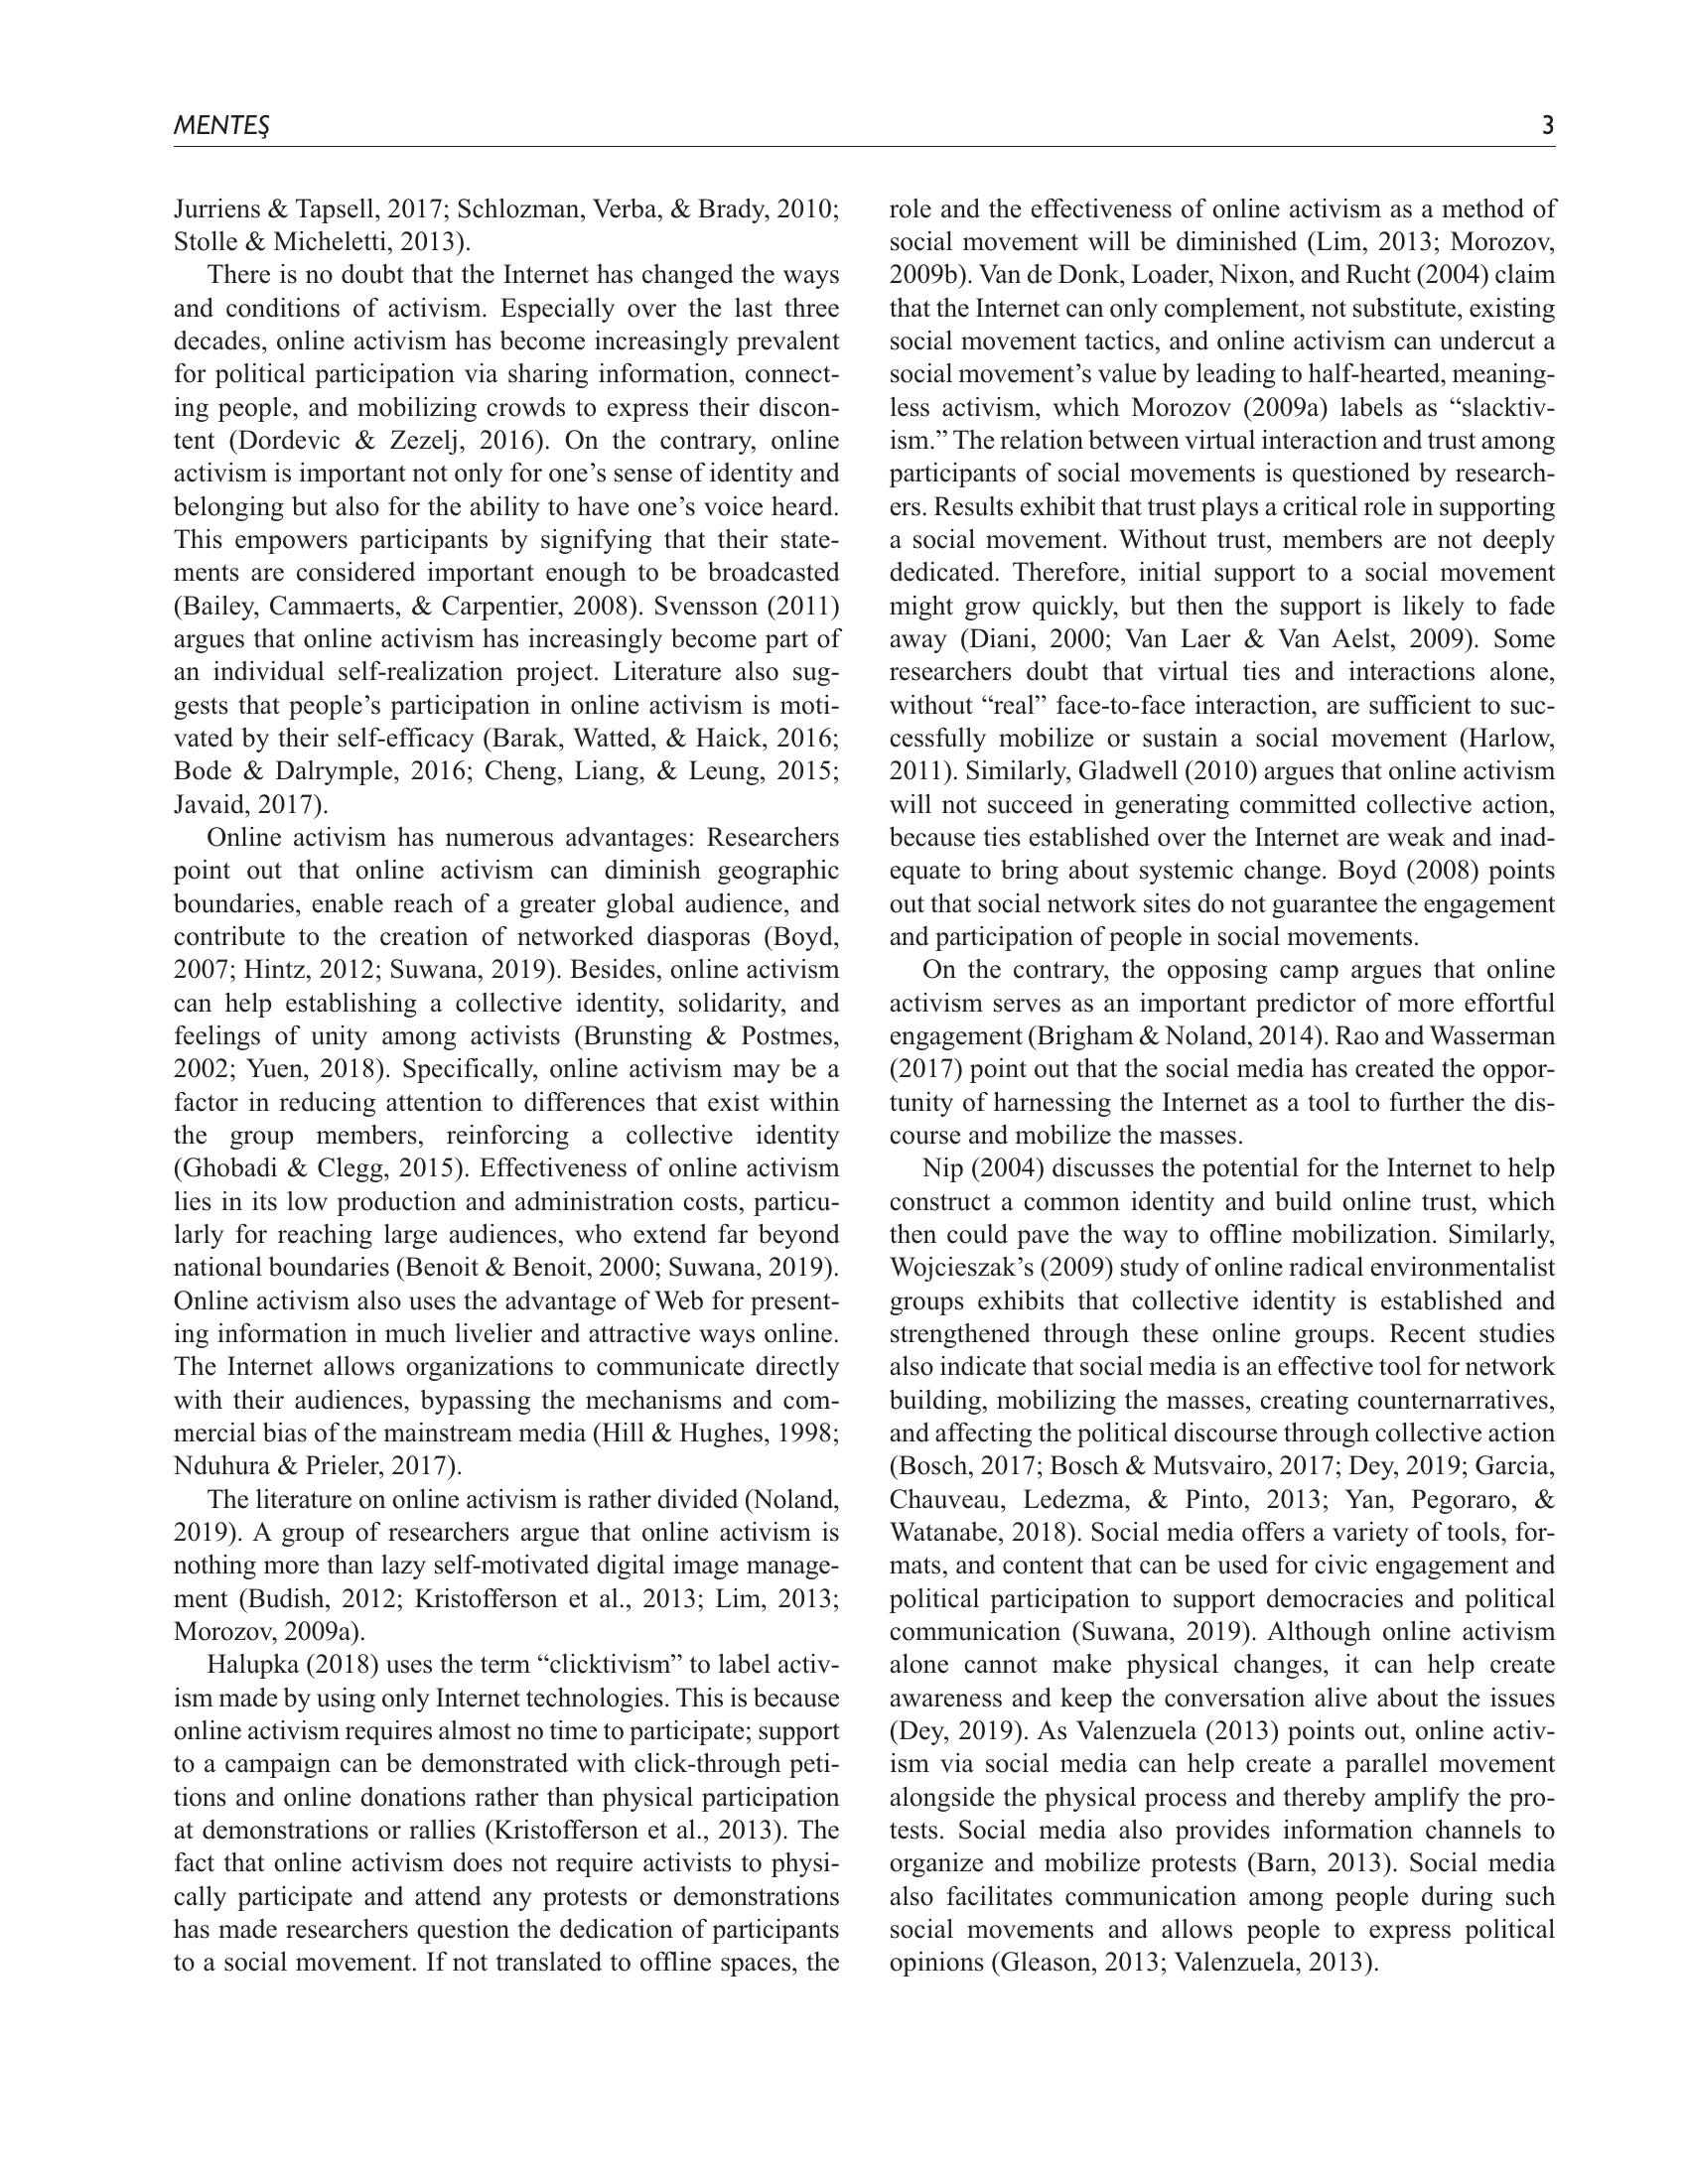 MENTEŞ
3
Jurriens & Tapsell, 2017; Schlozman, Verba, & Brady, 2010;
Stolle & Micheletti, 2013).
There is no doubt that the Internet has changed the ways
and conditions of activism. Especially over the last three
decades, online activism has become increasingly prevalent
for political participation via sharing information, connect-
ing people, and mobilizing crowds to express their discon-
tent (Dordevic & Zezelj, 2016). On the contrary, online
activism is important not only for one’s sense of identity and
belonging but also for the ability to have one’s voice heard.
This empowers participants by signifying that their state-
ments are considered important enough to be broadcasted
(Bailey, Cammaerts, & Carpentier, 2008). Svensson (2011)
argues that online activism has increasingly become part of
an individual self-realization project. Literature also sug-
gests that people’s participation in online activism is moti-
vated by their self-efficacy (Barak, Watted, & Haick, 2016;
Bode & Dalrymple, 2016; Cheng, Liang, & Leung, 2015;
Javaid, 2017).
Online activism has numerous advantages: Researchers
point out that online activism can diminish geographic
boundaries, enable reach of a greater global audience, and
contribute to the creation of networked diasporas (Boyd,
2007; Hintz, 2012; Suwana, 2019). Besides, online activism
can help establishing a collective identity, solidarity, and
feelings of unity among activists (Brunsting & Postmes,
2002; Yuen, 2018). Specifically, online activism may be a
factor in reducing attention to differences that exist within
the group members, reinforcing a collective identity
(Ghobadi & Clegg, 2015). Effectiveness of online activism
lies in its low production and administration costs, particu-
larly for reaching large audiences, who extend far beyond
national boundaries (Benoit & Benoit, 2000; Suwana, 2019).
Online activism also uses the advantage of Web for present-
ing information in much livelier and attractive ways online.
The Internet allows organizations to communicate directly
with their audiences, bypassing the mechanisms and com-
mercial bias of the mainstream media (Hill & Hughes, 1998;
Nduhura & Prieler, 2017).
The literature on online activism is rather divided (Noland,
2019). A group of researchers argue that online activism is
nothing more than lazy self-motivated digital image manage-
ment (Budish, 2012; Kristofferson et al., 2013; Lim, 2013;
Morozov, 2009a).
Halupka (2018) uses the term “clicktivism” to label activ-
ism made by using only Internet technologies. This is because
online activism requires almost no time to participate; support
to a campaign can be demonstrated with click-through peti-
tions and online donations rather than physical participation
at demonstrations or rallies (Kristofferson et al., 2013). The
fact that online activism does not require activists to physi-
cally participate and attend any protests or demonstrations
has made researchers question the dedication of participants
to a social movement. If not translated to offline spaces, the
role and the effectiveness of online activism as a method of
social movement will be diminished (Lim, 2013; Morozov,
2009b). Van de Donk, Loader, Nixon, and Rucht (2004) claim
that the Internet can only complement, not substitute, existing
social movement tactics, and online activism can undercut a
social movement’s value by leading to half-hearted, meaning-
less activism, which Morozov (2009a) labels as “slacktiv-
ism.” The relation between virtual interaction and trust among
participants of social movements is questioned by research-
ers. Results exhibit that trust plays a critical role in supporting
a social movement. Without trust, members are not deeply
dedicated. Therefore, initial support to a social movement
might grow quickly, but then the support is likely to fade
away (Diani, 2000; Van Laer & Van Aelst, 2009). Some
researchers doubt that virtual ties and interactions alone,
without “real” face-to-face interaction, are sufficient to suc-
cessfully mobilize or sustain a social movement (Harlow,
2011). Similarly, Gladwell (2010) argues that online activism
will not succeed in generating committed collective action,
because ties established over the Internet are weak and inad-
equate to bring about systemic change. Boyd (2008) points
out that social network sites do not guarantee the engagement
and participation of people in social movements.
On the contrary, the opposing camp argues that online
activism serves as an important predictor of more effortful
engagement (Brigham & Noland, 2014). Rao and Wasserman
(2017) point out that the social media has created the oppor-
tunity of harnessing the Internet as a tool to further the dis-
course and mobilize the masses.
Nip (2004) discusses the potential for the Internet to help
construct a common identity and build online trust, which
then could pave the way to offline mobilization. Similarly,
Wojcieszak’s (2009) study of online radical environmentalist
groups exhibits that collective identity is established and
strengthened through these online groups. Recent studies
also indicate that social media is an effective tool for network
building, mobilizing the masses, creating counternarratives,
and affecting the political discourse through collective action
(Bosch, 2017; Bosch & Mutsvairo, 2017; Dey, 2019; Garcia,
Chauveau, Ledezma, & Pinto, 2013; Yan, Pegoraro, &
Watanabe, 2018). Social media offers a variety of tools, for-
mats, and content that can be used for civic engagement and
political participation to support democracies and political
communication (Suwana, 2019). Although online activism
alone cannot make physical changes, it can help create
awareness and keep the conversation alive about the issues
(Dey, 2019). As Valenzuela (2013) points out, online activ-
ism via social media can help create a parallel movement
alongside the physical process and thereby amplify the pro-
tests. Social media also provides information channels to
organize and mobilize protests (Barn, 2013). Social media
also facilitates communication among people during such
social movements and allows people to express political
opinions (Gleason, 2013; Valenzuela, 2013).